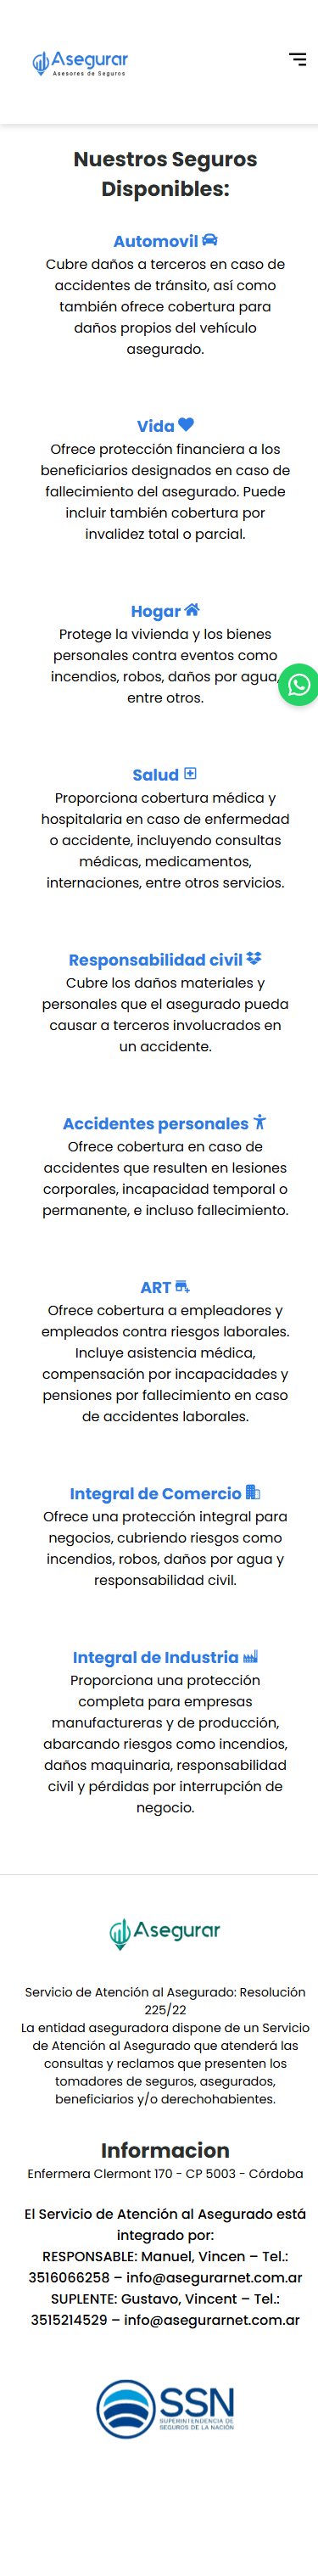 Asegurar
Asesores de Seguros
Nuestros Seguros
Disponibles:
Automovil
Cubre daños a terceros en caso de
accidentes de tránsito, así como
también ofrece cobertura para
daños propios del vehículo
asegurado.
Vida
Ofrece protección financiera a los
beneficiarios designados en caso de
fallecimiento del asegurado. Puede
incluir también cobertura por
invalidez total o parcial.
Hogar
Protege la vivienda y los bienes
personales contra eventos como
incendios, robos, daños por agua,
entre otros.
Salud
Proporciona cobertura médica y
hospitalaria en caso de enfermedad
o accidente, incluyendo consultas
médicas, medicamentos,
internaciones, entre otros servicios.
Responsabilidad civil
Cubre los daños materiales y
personales que el asegurado pueda
causar a terceros involucrados en
un accidente.
Accidentes personales
Ofrece cobertura en caso de
accidentes que resulten en lesiones
corporales, incapacidad temporal o
permanente, e incluso fallecimiento.
ART
Ofrece cobertura a empleadores y
empleados contra riesgos laborales.
Incluye asistencia médica,
compensación por incapacidades y
pensiones por fallecimiento en caso
de accidentes laborales.
Integral de Comercio
Ofrece una protección integral para
negocios, cubriendo riesgos como
incendios, robos, daños por agua y
responsabilidad civil.
Integral de Industria
Proporciona una protección
completa para empresas
manufactureras y de producción,
abarcando riesgos como incendios,
daños maquinaria, responsabilidad
civil y pérdidas por interrupción de
negocio.
Asegurar
Servicio de Atención al Asegurado: Resolución
225/22
La entidad aseguradora dispone de un Servicio
de Atención al Asegurado que atenderá las
consultas y reclamos que presenten los
tomadores de seguros, asegurados,
beneficiarios y/o derechohabientes.
Informacion
Enfermera Clermont 170 - CP 5003 - Córdoba
El Servicio de Atención al Asegurado está
integrado por:
RESPONSABLE: Manuel, Vincen – Tel.:
3516066258 – info@asegurarnet.com.ar
SUPLENTE: Gustavo, Vincent – Tel.:
3515214529 – info@asegurarnet.com.ar
SSN
SUPERINTENDENCIA DE
SEGUROS DE LA NACIÓN